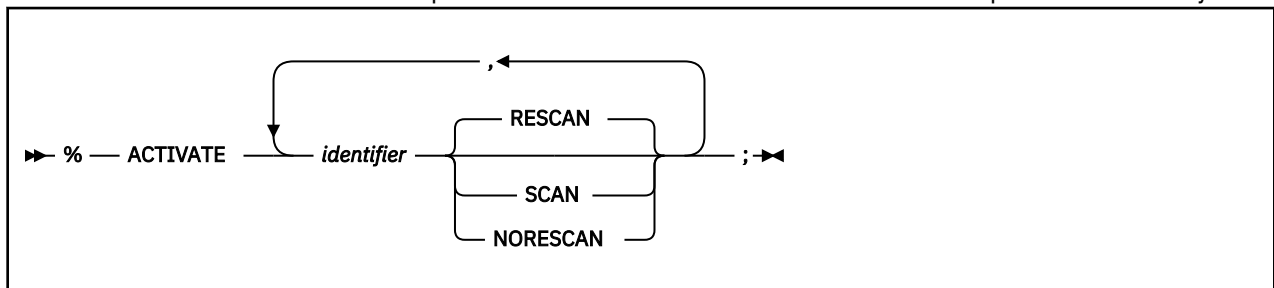 ,
RESCAN
% ACTIVATE identifier ;
SCAN
NORESCAN